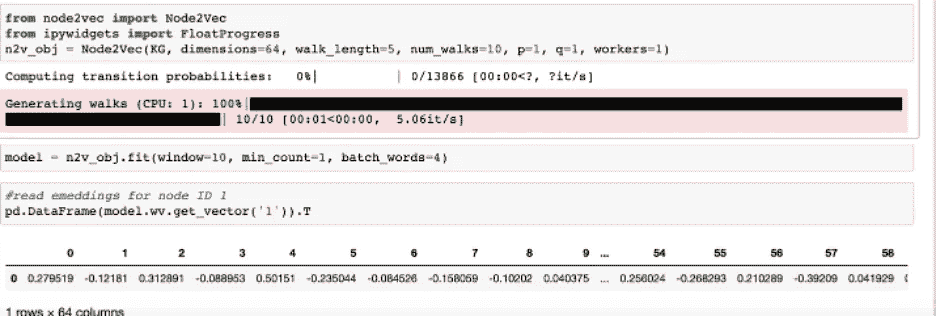 from node2vec import Node2Vec
from ipywidgets import FloatProgress
n2v_obj = Node2Vec(KG, dimensions=64, walk_length=5, num_walks=10, p=1, q=1, workers=1)
Computing transition probabilities:   0%|          | 0/13866 [00:00<?, ?it/s]
Generating walks (CPU: 1): 100%|
| 10/10 [00:01<00:00,  5.06it/s]
model = n2v_obj.fit(window=10, min_count=1, batch_words=4)
#read emeddings for node ID 1
pd.DataFrame(model.wv.get_vector('1')).T
0 1 2 3 4 5 6 7 8 9 ... 54 55 56 57 58
0 0.279519 -0.12181 0.312891 -0.088953 0.50151 -0.235044 -0.084526 -0.158059 -0.10202 0.040375 ... 0.256024 -0.268293 0.210289 -0.39209 0.041929
1 rows × 64 columns